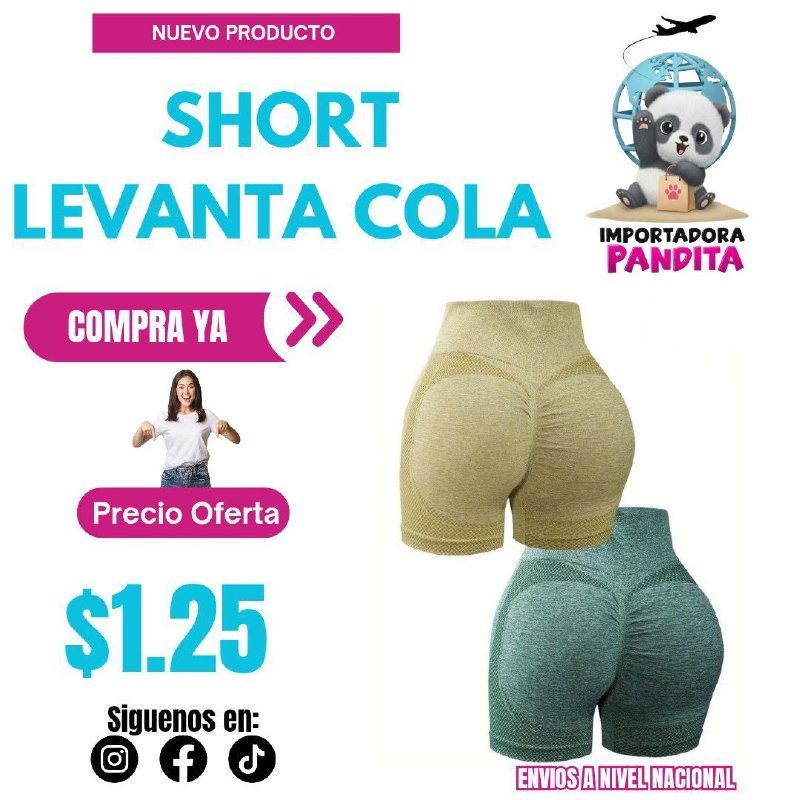 NUEVO PRODUCTO
SHORT
LEVANTA COLA
IMPORTADORA
PANDITA
COMPRA YA
Precio Oferta
$1.25
Siguenos en:
ENVIOS A NIVEL NACIONAL